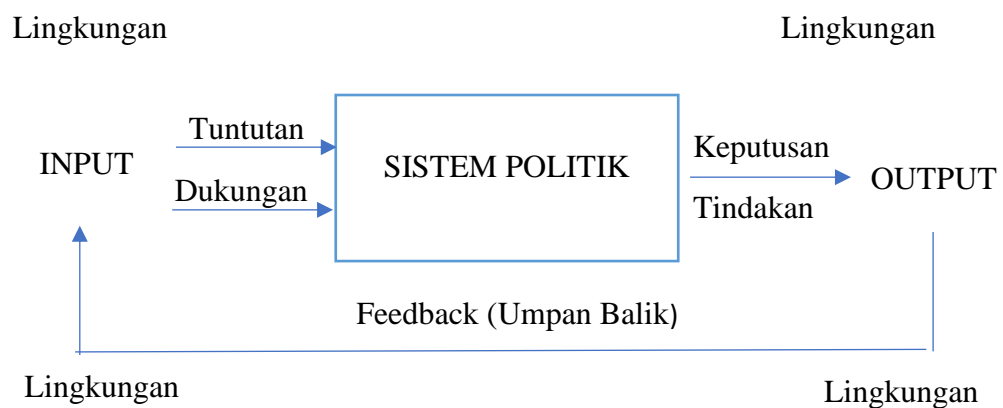 Lingkungan
Lingkungan
Tuntutan
INPUT
Dukungan
SISTEM POLITIK
Keputusan
Tindakan
OUTPUT
Feedback (Umpan Balik)
Lingkungan
Lingkungan